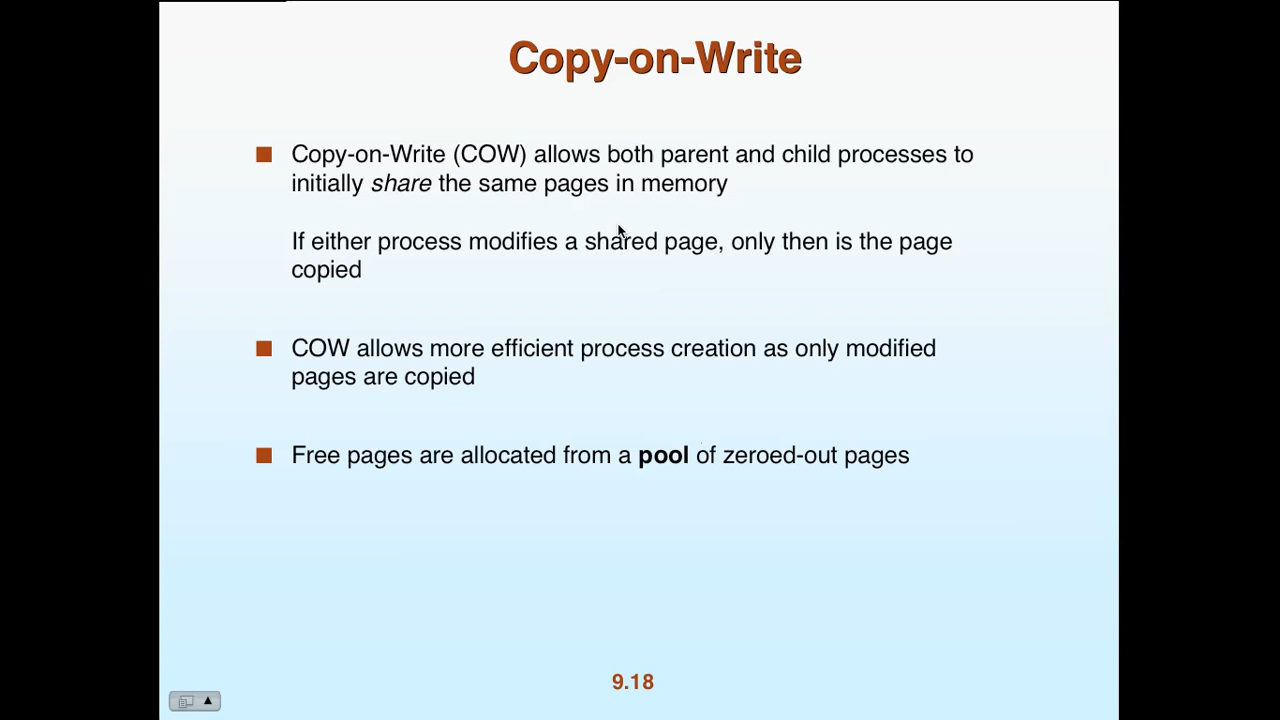 Copy-on-Write
Copy-on-Write (COW) allows both parent and child processes to
initially share the same pages in memory
If either process modifies a shared page, only then is the page
copied
COW allows more efficient process creation as only modified
pages are copied
Free pages are allocated from a pool of zeroed-out pages
9.18